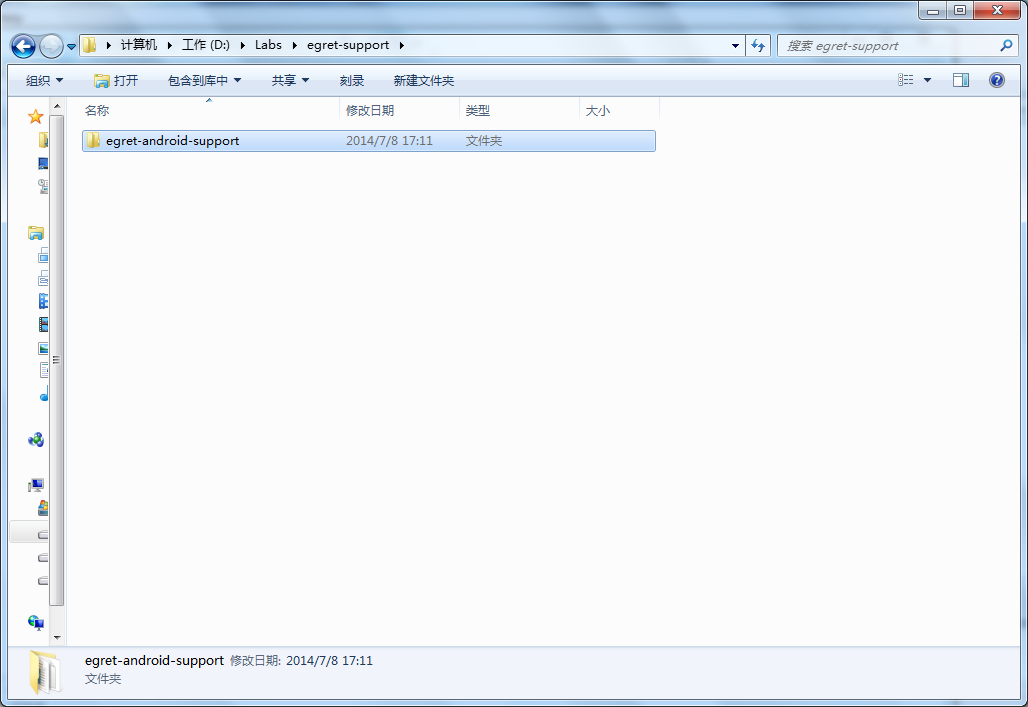 计算机 工作 (D:) Labs egret-support 搜索 egret-support
组织 打开 包含到库中 共享 刻录 新建文件夹
名称 修改日期 类型 大小
egret-android-support 2014/7/8 17:11 文件夹
egret-android-support 修改日期: 2014/7/8 17:11
文件夹